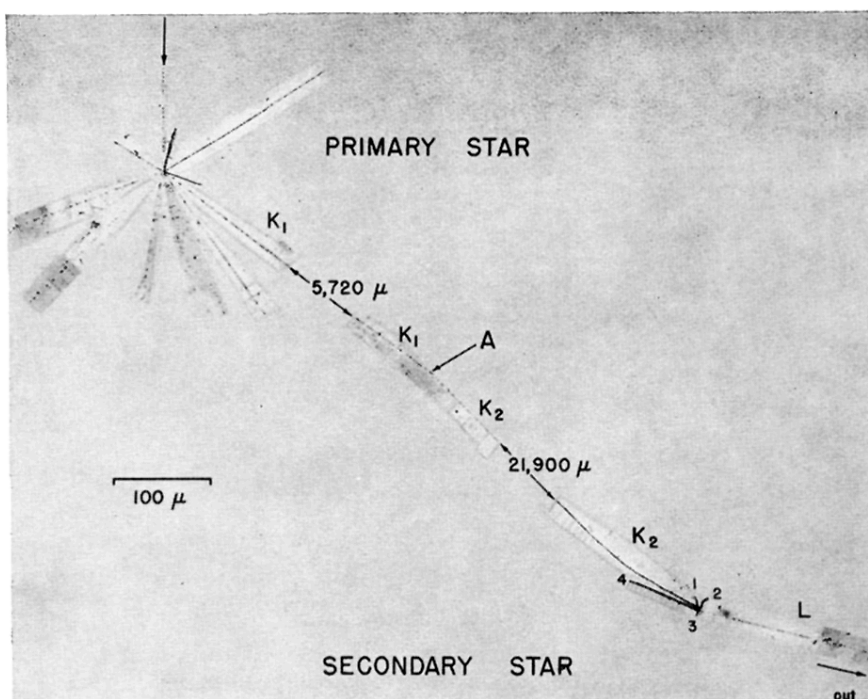 PRIMARY STAR
K₁
5,720 μ
K₁
A
K₂
21,900 μ
100 μ
K₂
1
2
4
3
L
SECONDARY STAR
out